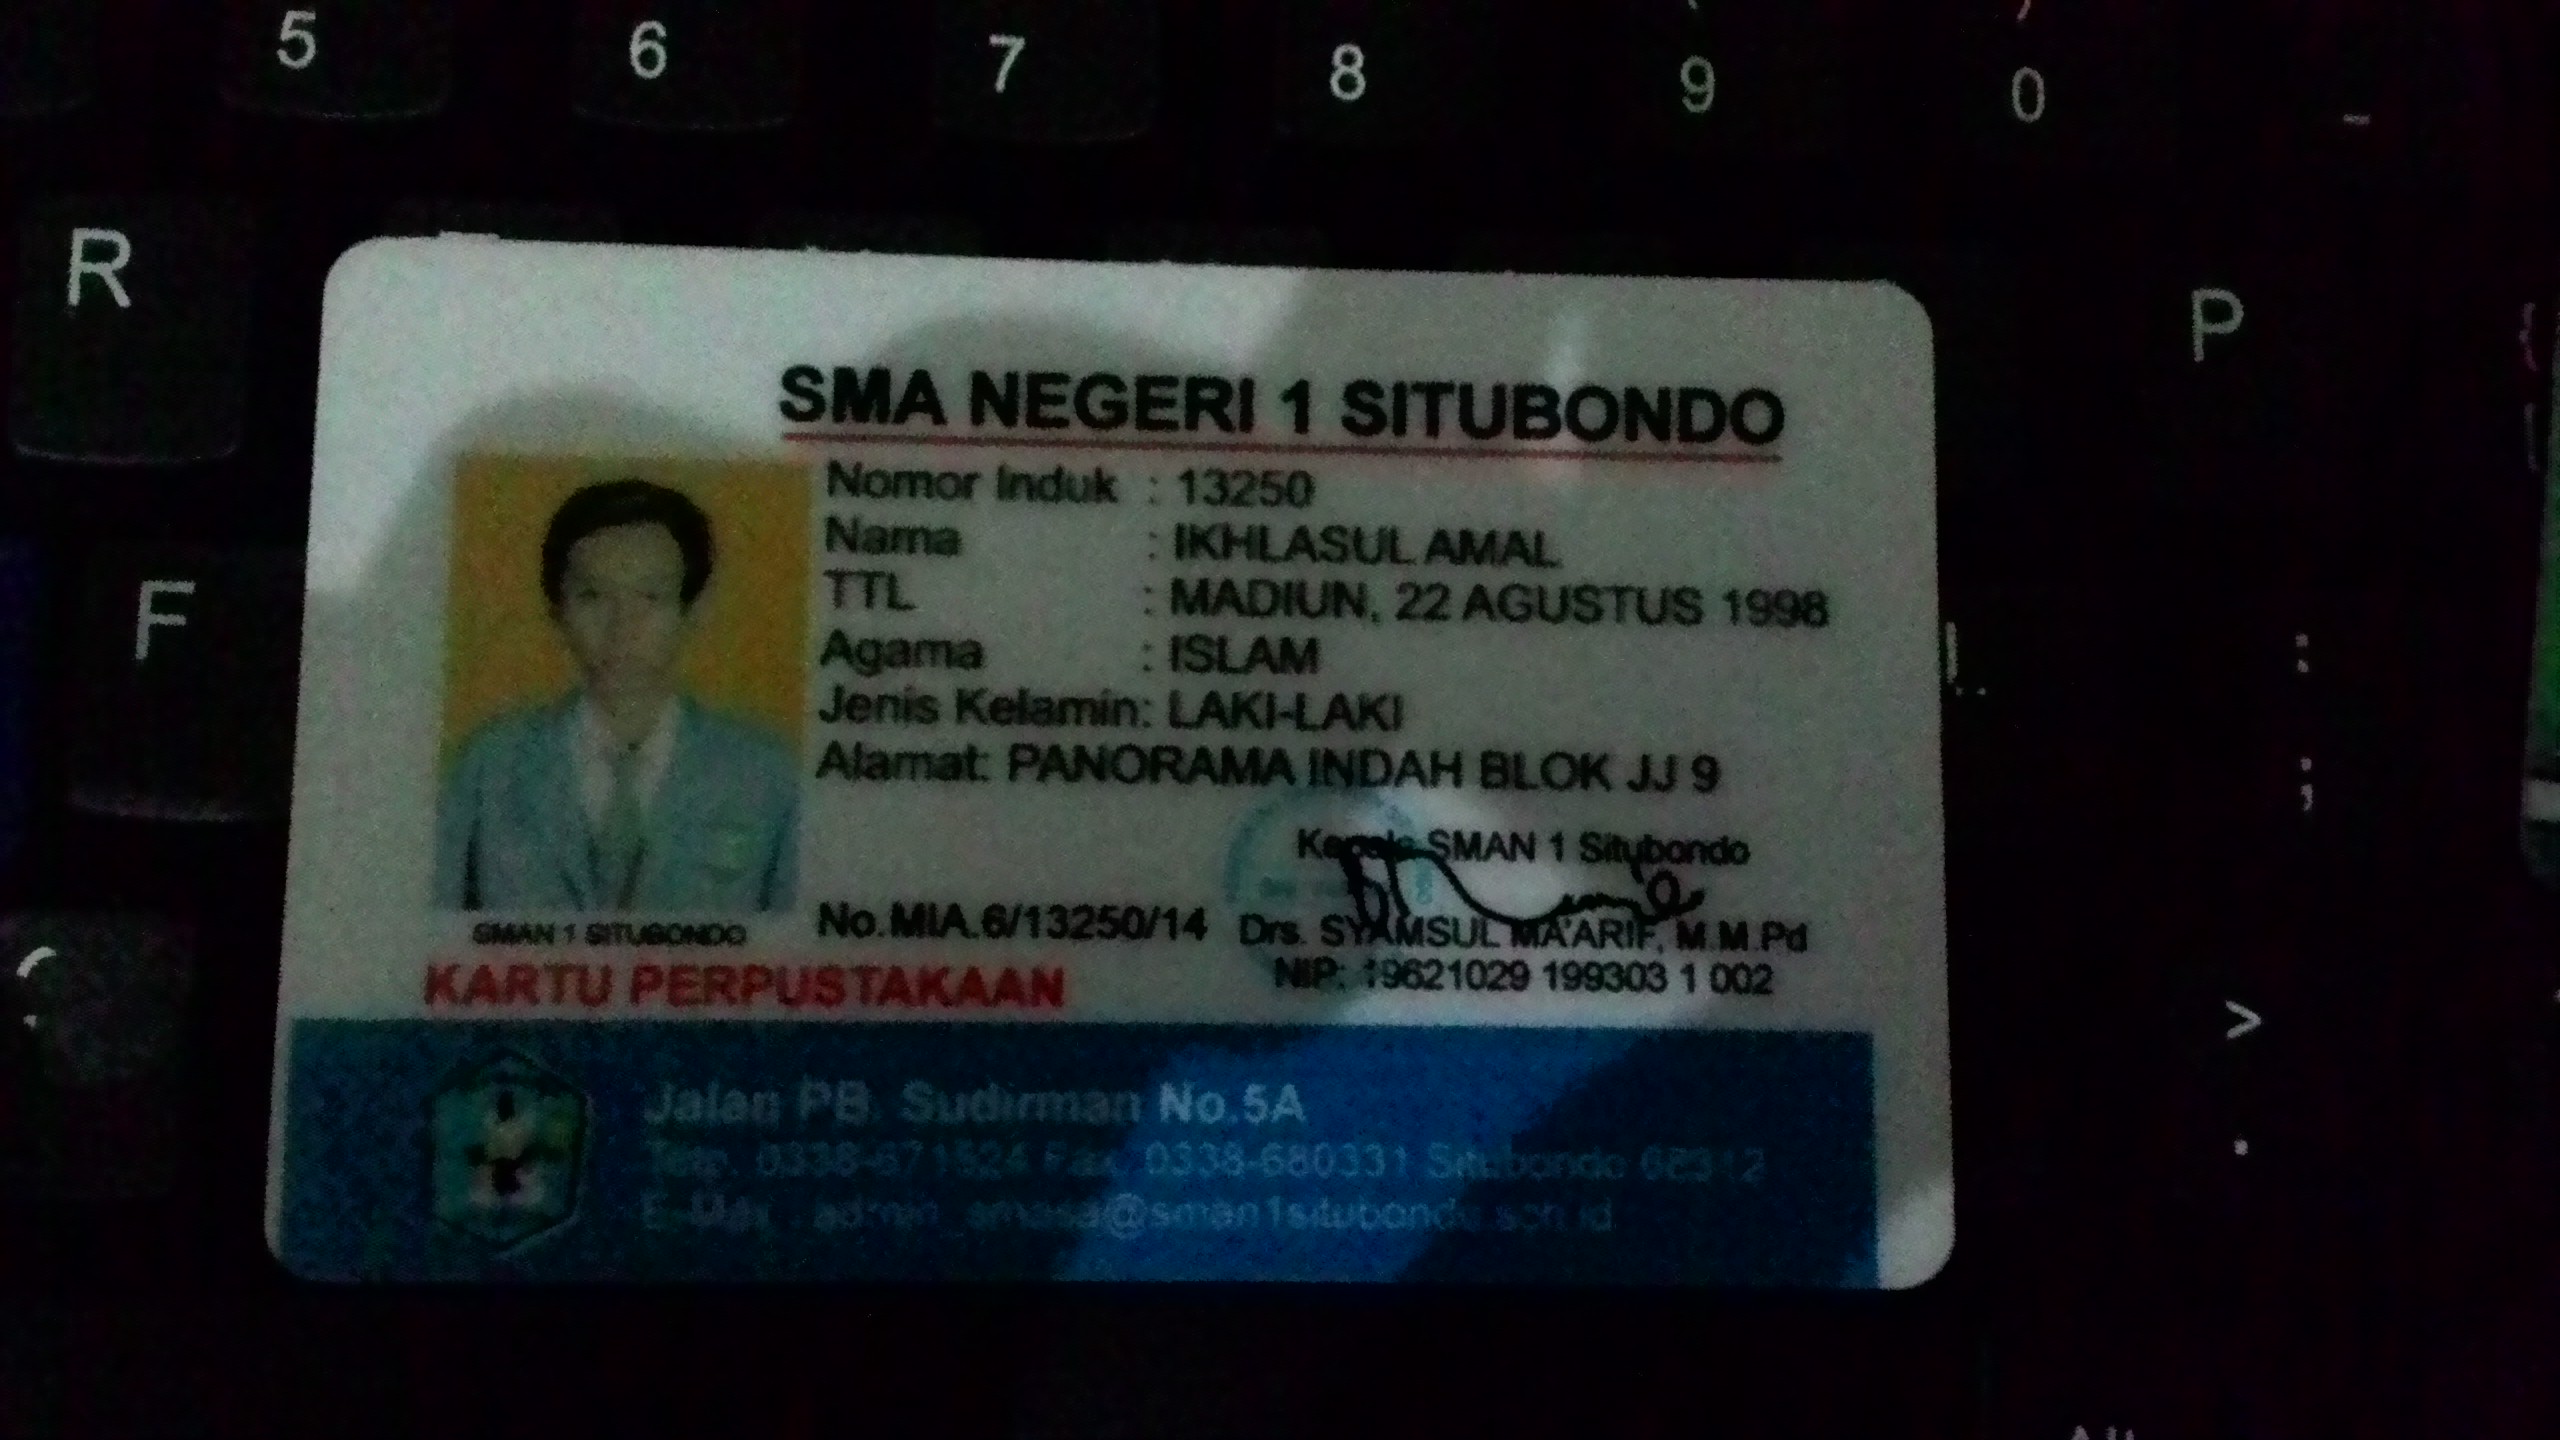 5 6 7 8 9 0 _
R P
F
SMA NEGERI 1 SITUBONDO
Nomor Induk : 13250
Nama : IKHLASUL AMAL
TTL : MADIUN, 22 AGUSTUS 1998
Agama : ISLAM
Jenis Kelamin: LAKI-LAKI
Alamat: PANORAMA INDAH BLOK JJ 9
Kepala SMAN 1 Situbondo
No.MIA.6/13250/14
Drs. SYAMSUL MA'ARIF, M.M.Pd
NIP: 19621029 199303 1 002
SMAN 1 SITUBONDO
KARTU PERPUSTAKAAN
Jalan PB. Sudirman No.5A
Telp. 0338-671524 Fax. 0338-680331 Situbondo 68312
@sman1situbondo.sch.id
: ;
> .